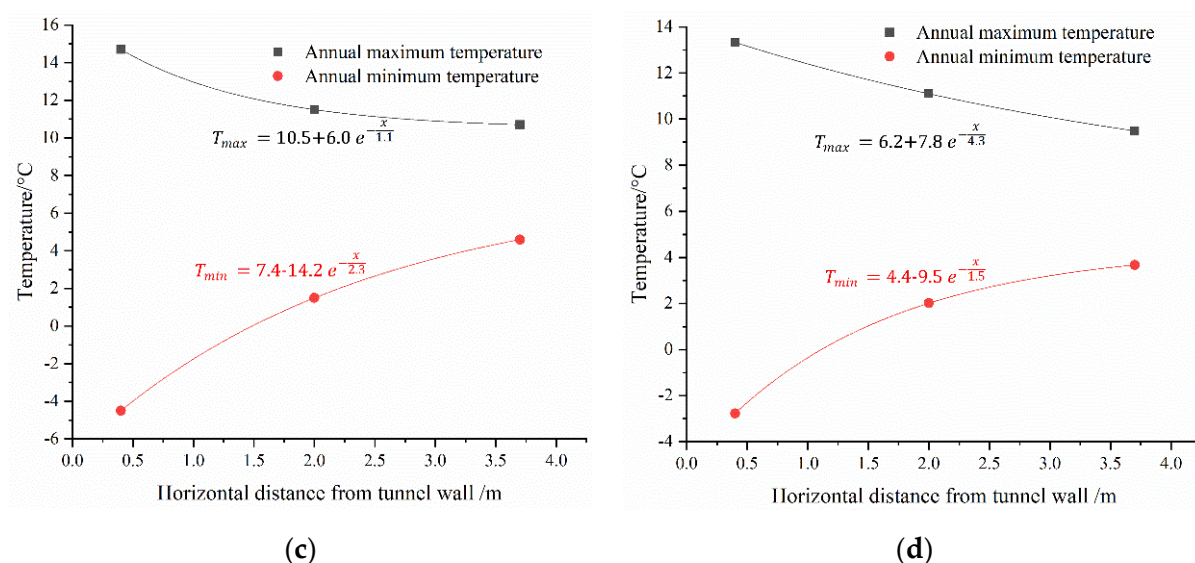 16
14
12
10
8
6
4
2
0
-2
-4
-6
0.0 0.5 1.0 1.5 2.0 2.5 3.0 3.5 4.0
Temperature/°C
Horizontal distance from tunnel wall /m
Annual maximum temperature
Annual minimum temperature
T_max = 10.5+6.0 e^{-x/1.1}
T_min = 7.4-14.2 e^{-x/2.3}
(c)
14
12
10
8
6
4
2
0
-2
-4
0.0 0.5 1.0 1.5 2.0 2.5 3.0 3.5 4.0
Temperature/°C
Horizontal distance from tunnel wall /m
Annual maximum temperature
Annual minimum temperature
T_max = 6.2+7.8 e^{-x/4.3}
T_min = 4.4-9.5 e^{-x/1.5}
(d)